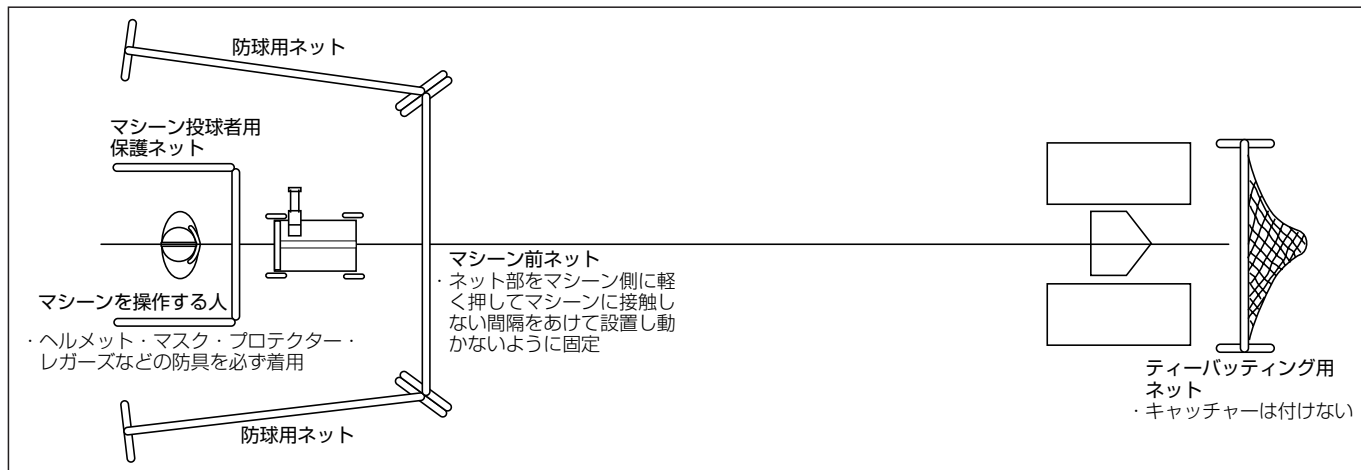 防球用ネット
マシーン投球者用
保護ネット
マシーンを操作する人
・ヘルメット・マスク・プロテクター・
レガーズなどの防具を必ず着用
防球用ネット
マシーン前ネット
・ネット部をマシーン側に軽
く押してマシーンに接触し
ない間隔をあけて設置し動
かないように固定
ティーバッティング用
ネット
・キャッチャーは付けない